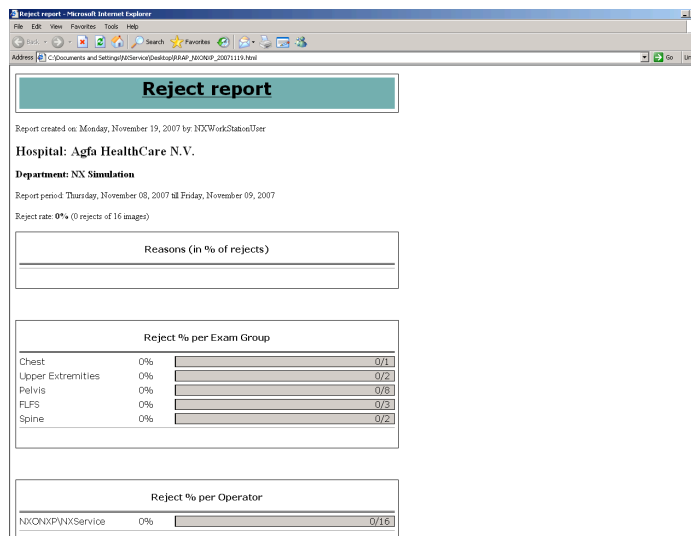 Reject report - Microsoft Internet Explorer
File Edit View Favorites Tools Help
Back Search Favorites
Address C:\Documents and Settings\NXService\Desktop\RRAP_NXONXP_20071119.html Go
Reject report
Report created on: Monday, November 19, 2007 by: NXWorkStationUser
Hospital: Agfa HealthCare N.V.
Department: NX Simulation
Report period: Thursday, November 08, 2007 till Friday, November 09, 2007
Reject rate: 0% (0 rejects of 16 images)
Reasons (in % of rejects)
Reject % per Exam Group
Chest 0% 0/1
Upper Extremities 0% 0/2
Pelvis 0% 0/8
FLFS 0% 0/3
Spine 0% 0/2
Reject % per Operator
NXONXP\NXService 0% 0/16